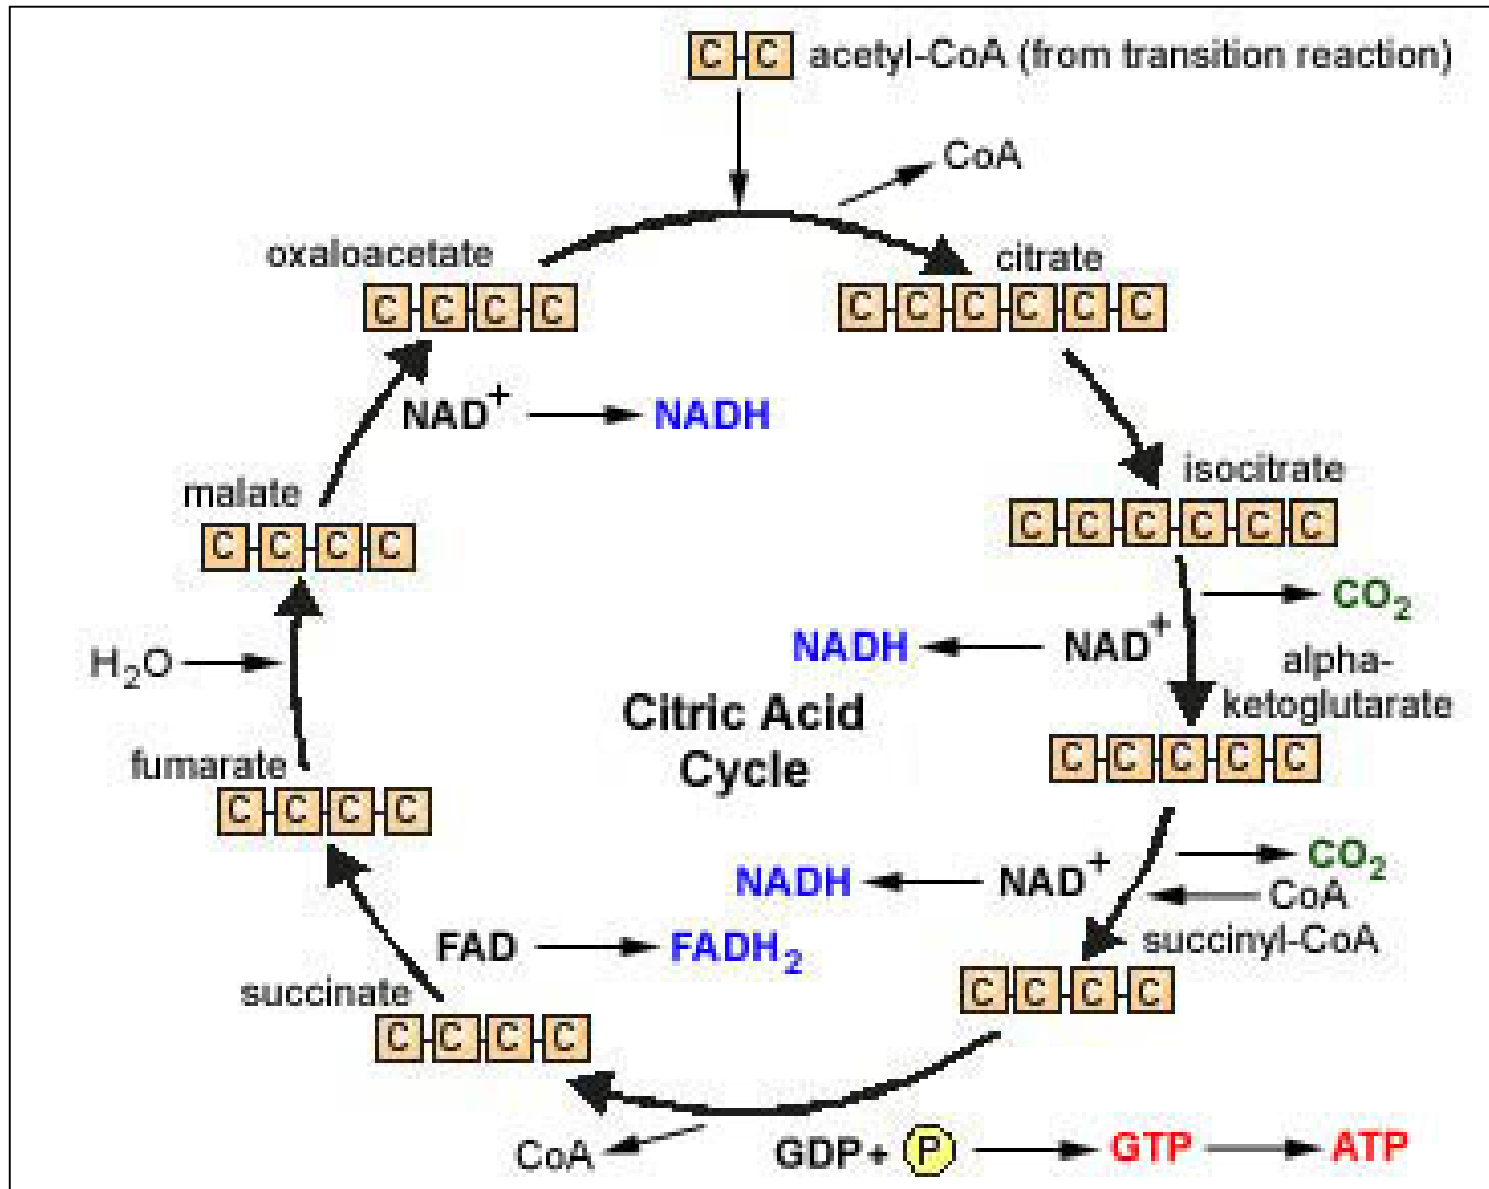 C C acetyl-CoA (from transition reaction)
CoA
oxaloacetate
C C C C
citrate
C C C C C C
NAD+ NADH
isocitrate
C C C C C C
malate
C C C C
CO2
NADH NAD+
H2O
alpha-
ketoglutarate
C C C C C
Citric Acid
Cycle
fumarate
C C C C
CO2
NADH NAD+
CoA
succinyl-CoA
C C C C
FAD FADH2
succinate
C C C C
CoA
GDP + P GTP ATP